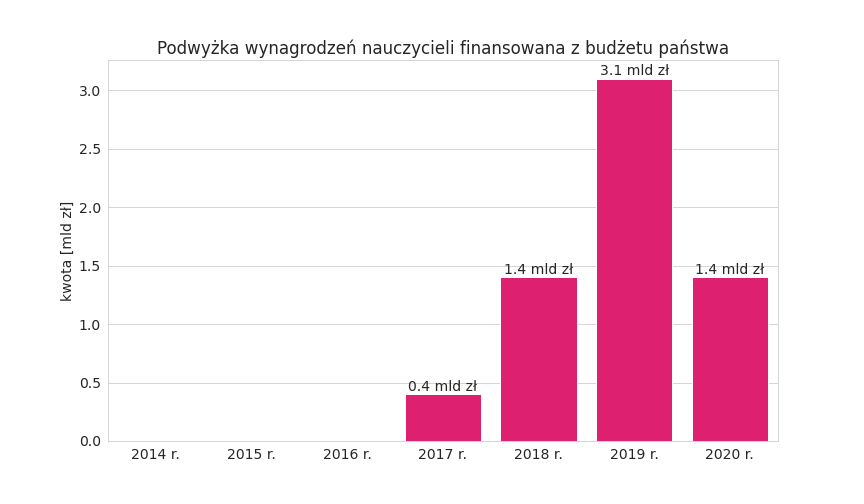 Podwyżka wynagrodzeń nauczycieli finansowana z budżetu państwa
3.1 mld zł
3.0
2.5
2.0
kwota [mld zł]
1.5
1.4 mld zł
1.4 mld zł
1.0
0.5
0.4 mld zł
0.0
2014 r.
2015 r.
2016 r.
2017 r.
2018 r.
2019 r.
2020 r.